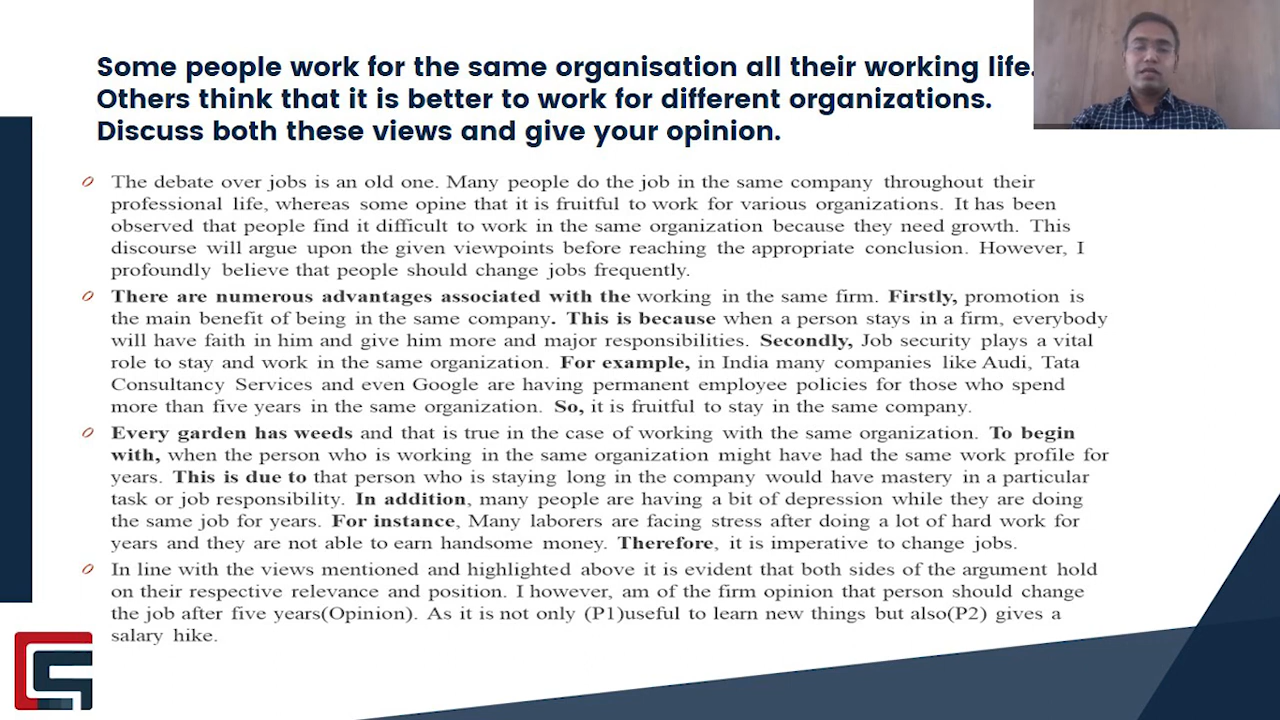 Some people work for the same organisation all their working life.
Others think that it is better to work for different organizations.
Discuss both these views and give your opinion.
The debate over jobs is an old one. Many people do the job in the same company throughout their
professional life, whereas some opine that it is fruitful to work for various organizations. It has been
observed that people find it difficult to work in the same organization because they need growth. This
discourse will argue upon the given viewpoints before reaching the appropriate conclusion. However, I
profoundly believe that people should change jobs frequently.
There are numerous advantages associated with the working in the same firm. Firstly, promotion is
the main benefit of being in the same company. This is because when a person stays in a firm, everybody
will have faith in him and give him more and major responsibilities. Secondly, Job security plays a vital
role to stay and work in the same organization. For example, in India many companies like Audi, Tata
Consultancy Services and even Google are having permanent employee policies for those who spend
more than five years in the same organization. So, it is fruitful to stay in the same company.
Every garden has weeds and that is true in the case of working with the same organization. To begin
with, when the person who is working in the same organization might have had the same work profile for
years. This is due to that person who is staying long in the company would have mastery in a particular
task or job responsibility. In addition, many people are having a bit of depression while they are doing
the same job for years. For instance, Many laborers are facing stress after doing a lot of hard work for
years and they are not able to earn handsome money. Therefore, it is imperative to change jobs.
In line with the views mentioned and highlighted above it is evident that both sides of the argument hold
on their respective relevance and position. I however, am of the firm opinion that person should change
the job after five years(Opinion). As it is not only (P1)useful to learn new things but also(P2) gives a
salary hike.